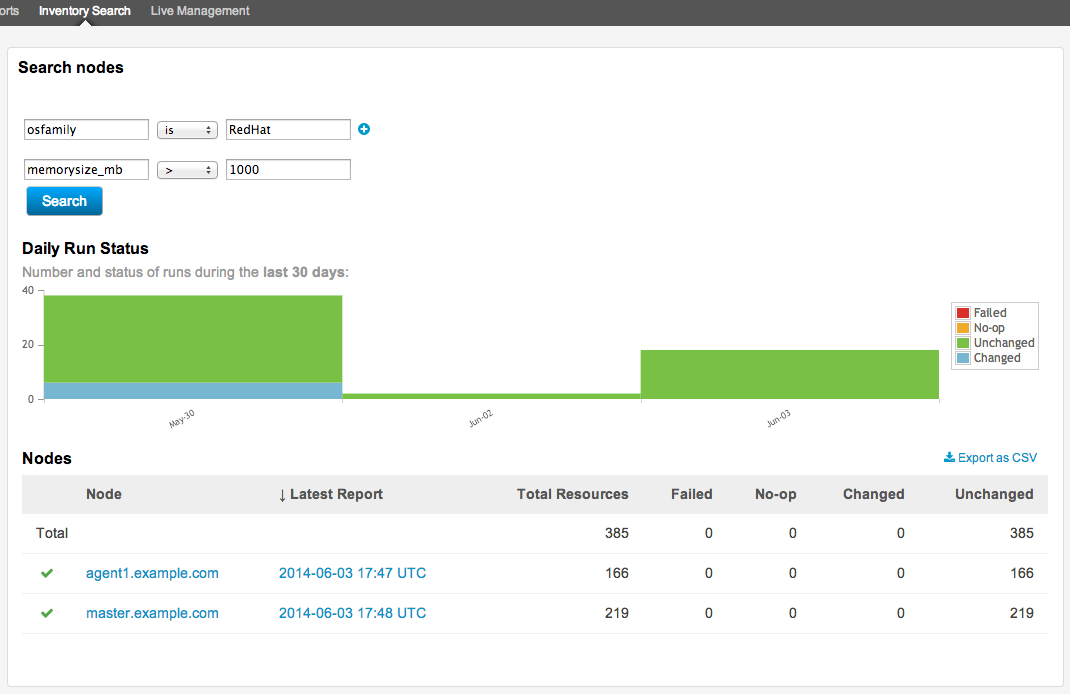 orts Inventory Search Live Management
Search nodes
osfamily is RedHat
memorysize_mb > 1000
Search
Daily Run Status
Number and status of runs during the last 30 days:
40
20
0
Failed
No-op
Unchanged
Changed
May-30 Jun-02 Jun-03
Nodes Export as CSV
Node ↓ Latest Report Total Resources Failed No-op Changed Unchanged
Total 385 0 0 0 385
agent1.example.com 2014-06-03 17:47 UTC 166 0 0 0 166
master.example.com 2014-06-03 17:48 UTC 219 0 0 0 219